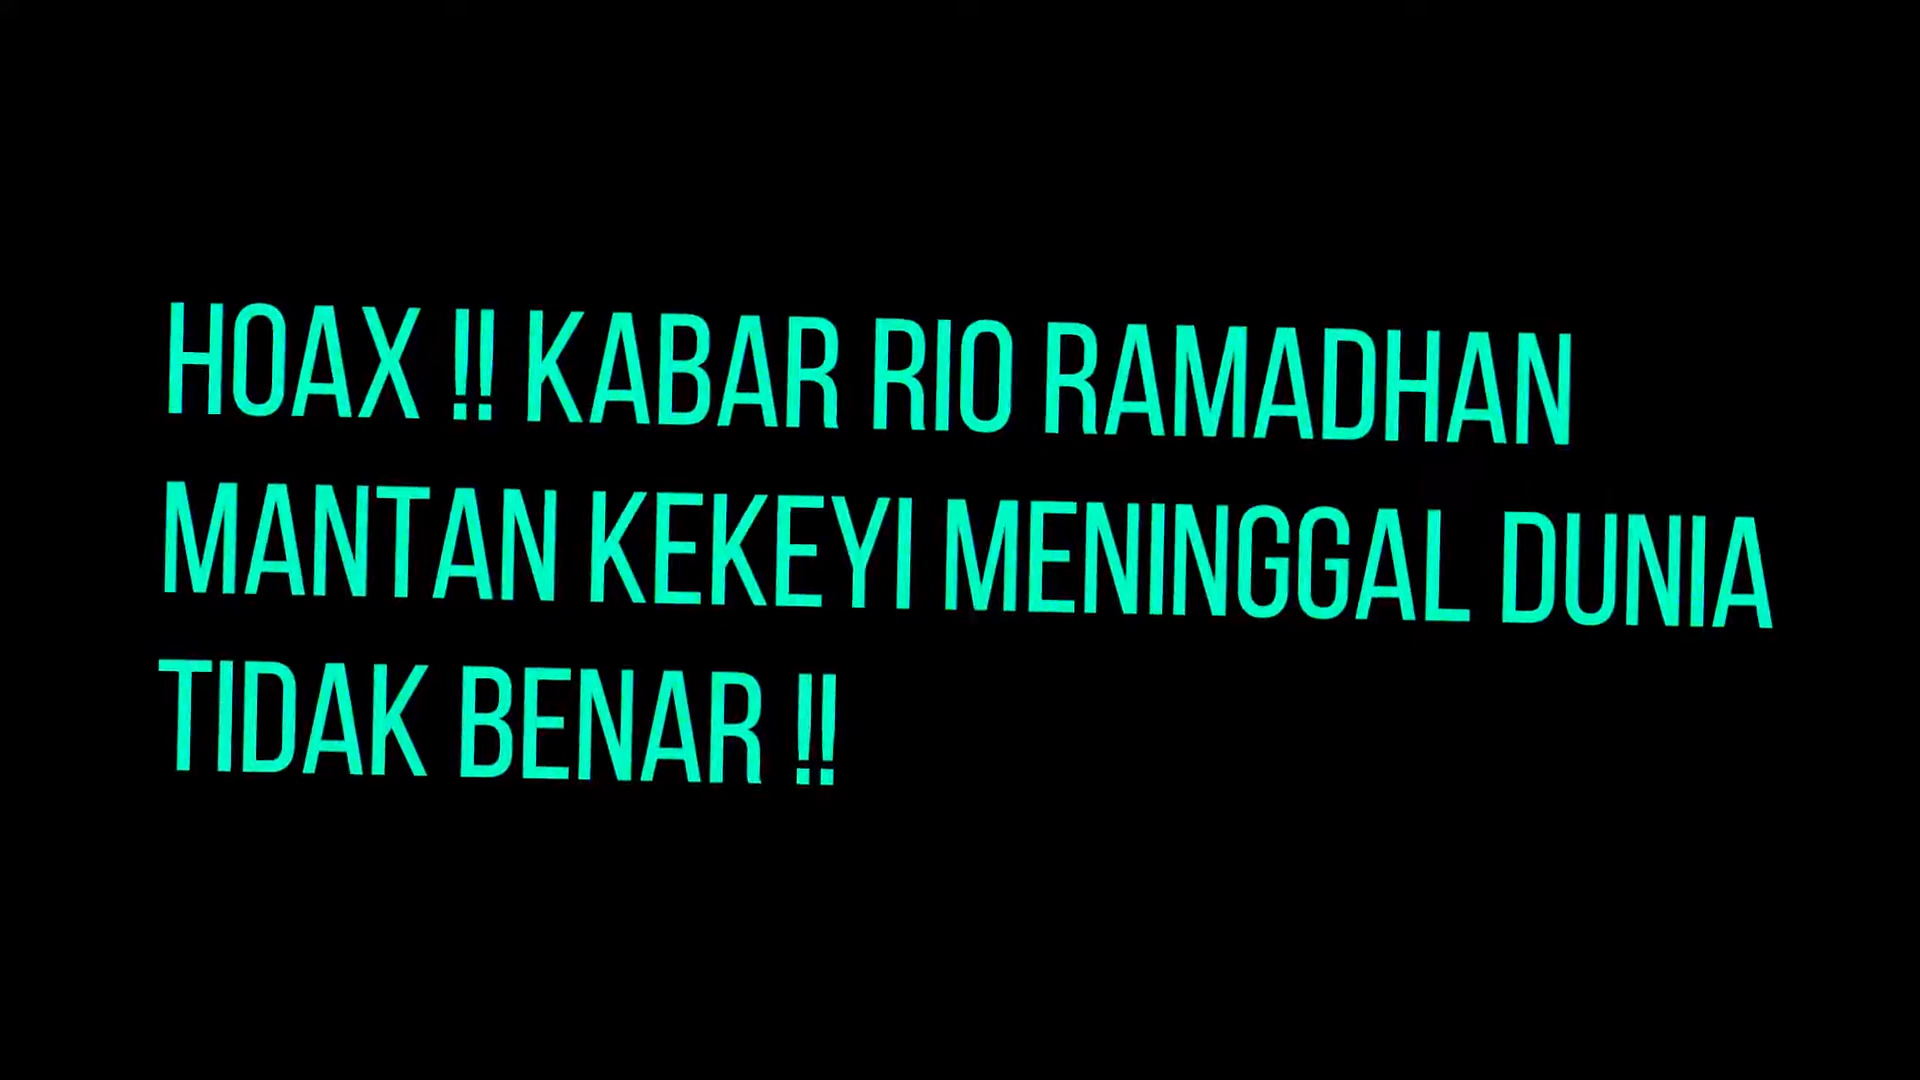 HOAX !! KABAR RIO RAMADHAN
MANTAN KEKEYI MENINGGAL DUNIA
TIDAK BENAR !!